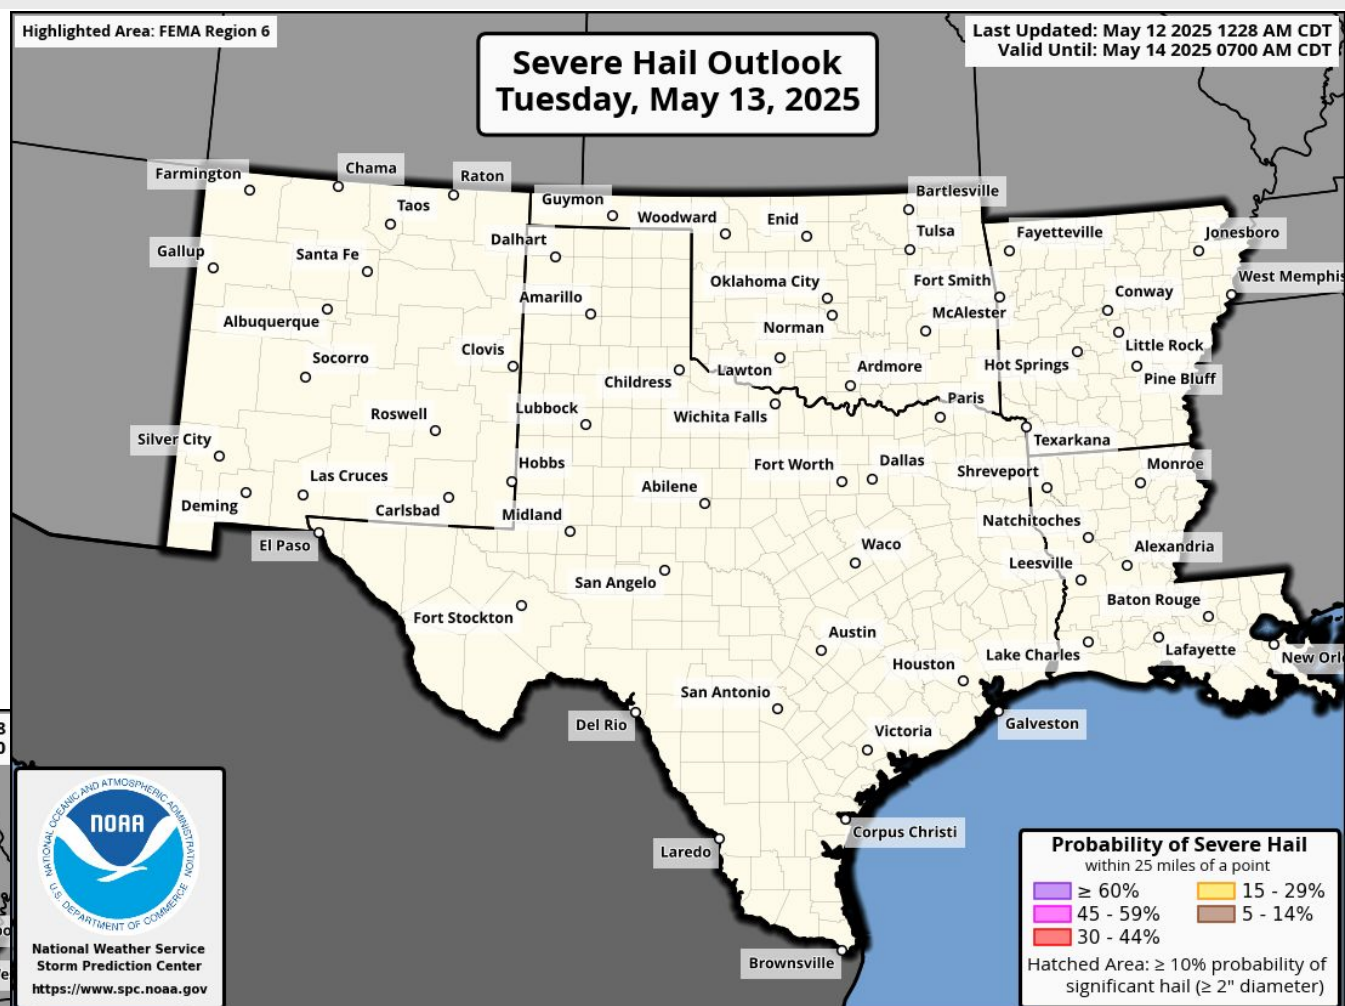 Highlighted Area: FEMA Region 6
Severe Hail Outlook
Tuesday, May 13, 2025
Last Updated: May 12 2025 1228 AM CDT
Valid Until: May 14 2025 0700 AM CDT
Farmington
Chama
Raton
Taos
Guymon
Woodward
Enid
Bartlesville
Tulsa
Fayetteville
Jonesboro
Gallup
Santa Fe
Dalhart
Oklahoma City
Fort Smith
West Memphis
Albuquerque
Amarillo
Norman
McAlester
Conway
Little Rock
Socorro
Clovis
Childress
Lawton
Ardmore
Hot Springs
Pine Bluff
Roswell
Lubbock
Wichita Falls
Paris
Texarkana
Silver City
Las Cruces
Hobbs
Abilene
Fort Worth
Dallas
Shreveport
Monroe
Deming
Carlsbad
Midland
Natchitoches
El Paso
San Angelo
Waco
Leesville
Alexandria
Fort Stockton
Austin
Baton Rouge
Houston
Lake Charles
Lafayette
New Orl
San Antonio
Del Rio
Victoria
Galveston
Corpus Christi
Laredo
Brownsville
8
0
NATIONAL OCEANIC AND ATMOSPHERIC ADMINISTRATION
NOAA
U.S. DEPARTMENT OF COMMERCE
National Weather Service
Storm Prediction Center
https://www.spc.noaa.gov
Probability of Severe Hail
within 25 miles of a point
≥ 60%
15 - 29%
45 - 59%
5 - 14%
30 - 44%
Hatched Area: ≥ 10% probability of
significant hail (≥ 2" diameter)